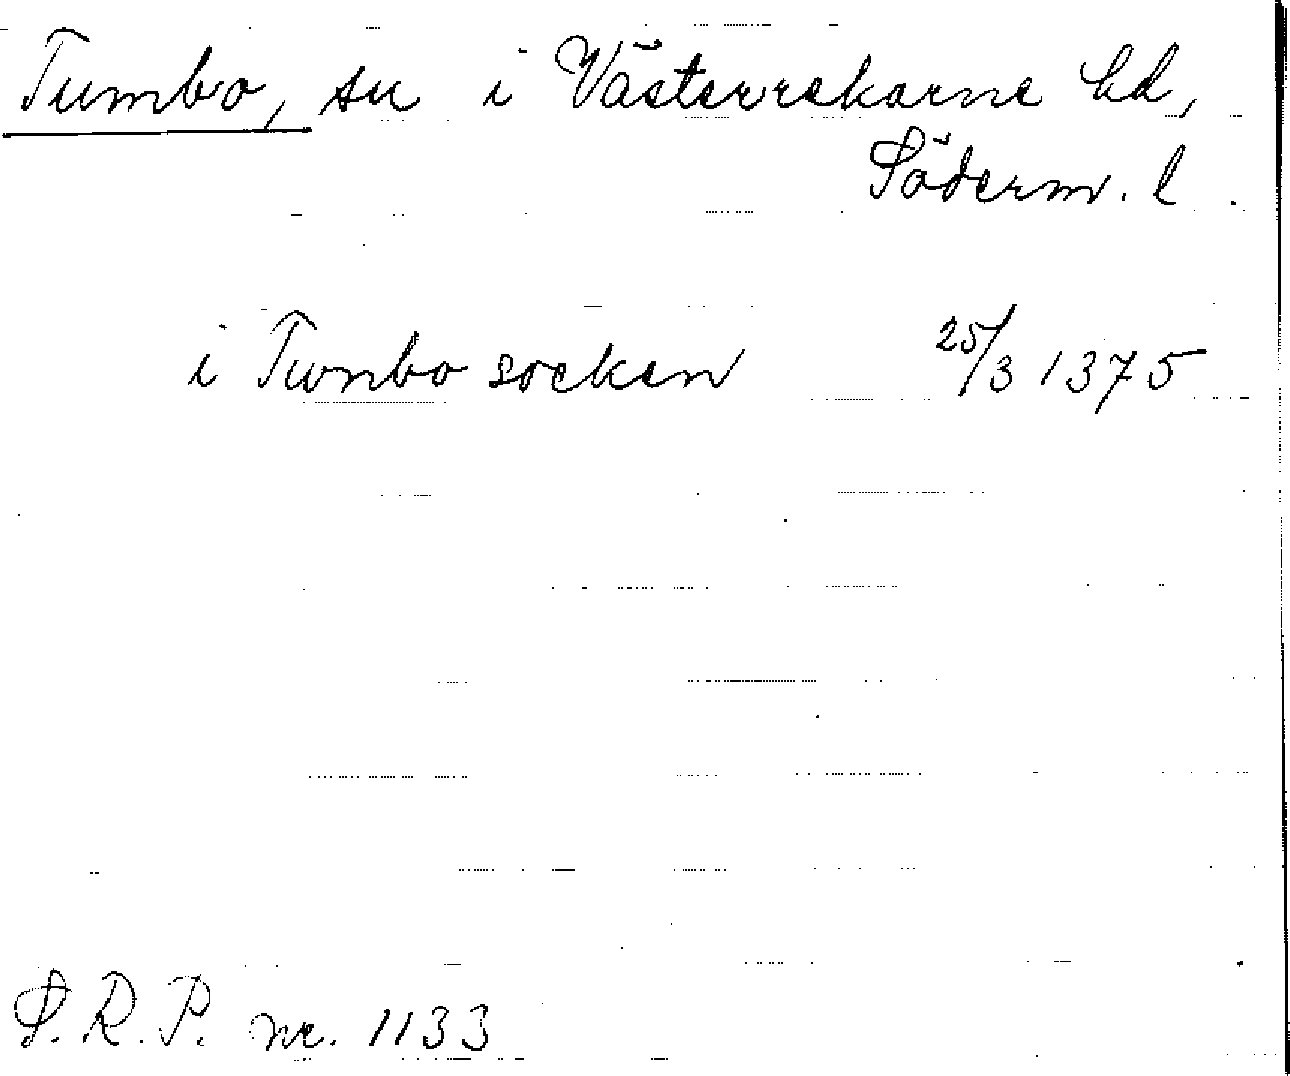 Tumbo, sn i Västerrekarne hd,
Söderm. l.
i Tumbo socken 25/3 1375
S.R.P. nr. 1133